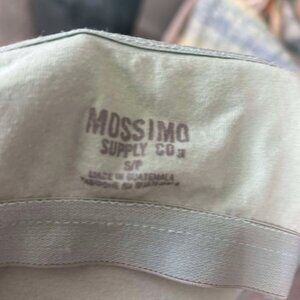 MOSSIMO
SUPPLY CO.
S/P
MADE IN GUATEMALA